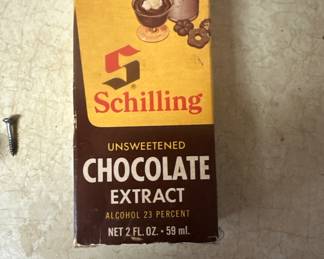 S
®
Schilling
UNSWEETENED
CHOCOLATE
EXTRACT
ALCOHOL 23 PERCENT
NET 2 FL. OZ. • 59 ml.